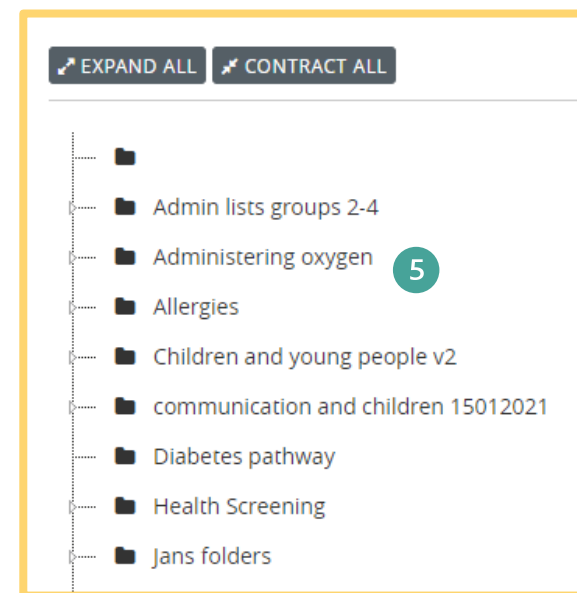 EXPAND ALL CONTRACT ALL
Admin lists groups 2-4
Administering oxygen 5
Allergies
Children and young people v2
communication and children 15012021
Diabetes pathway
Health Screening
Jans folders